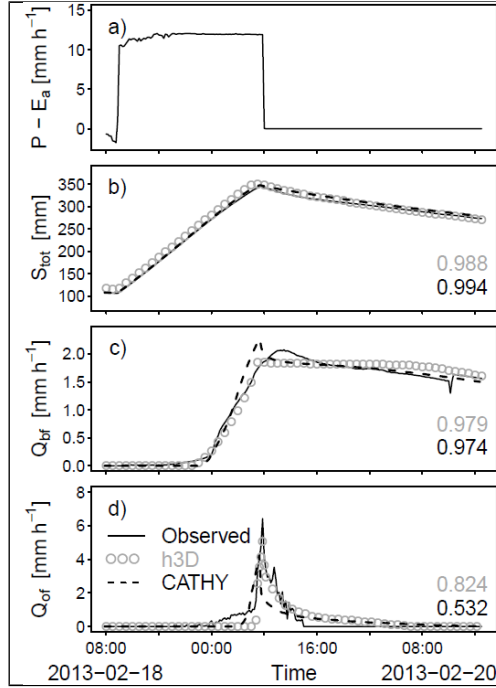 a)
P − Eₐ [mm h⁻¹]
15
10
5
0
b)
Sₜₒₜ [mm]
350
300
250
200
150
100
0.988
0.994
c)
Q_bf [mm h⁻¹]
2.0
1.5
1.0
0.5
0.0
0.979
0.974
d)
Q_of [mm h⁻¹]
8
6
4
2
0
Observed
h3D
CATHY
0.824
0.532
08:00 00:00 16:00 08:00
2013−02−18 Time 2013−02−20